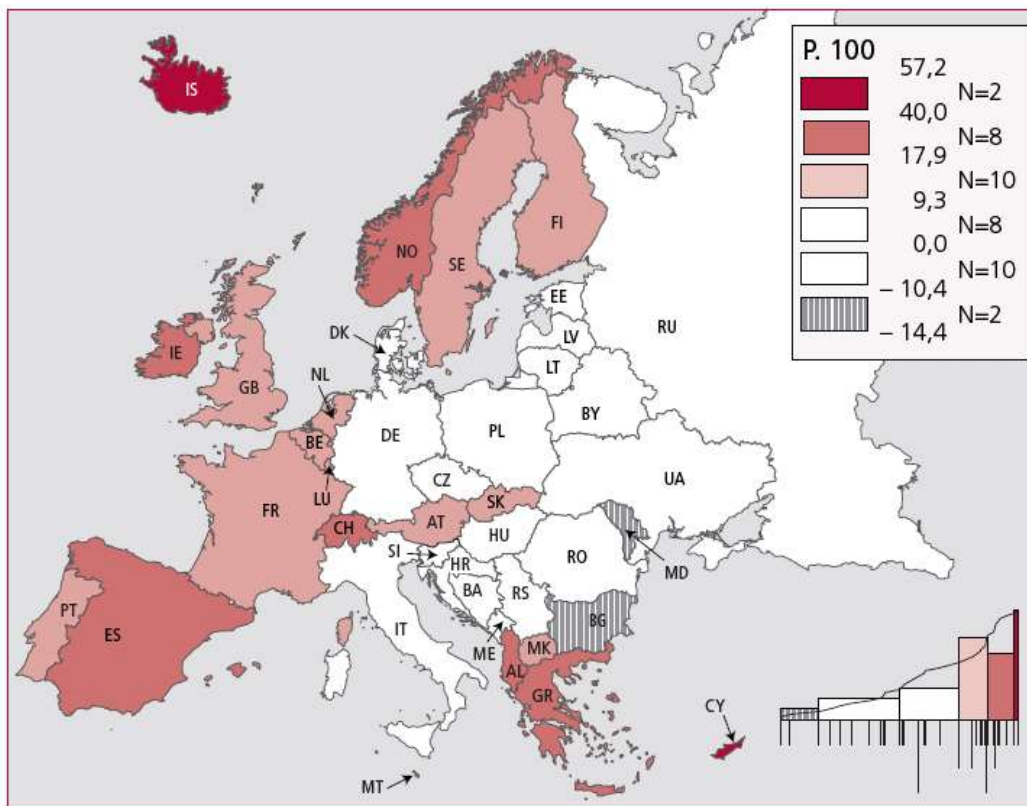 P. 100
57,2
N=2
40,0
N=8
17,9
N=10
9,3
N=8
0,0
N=10
– 10,4
N=2
– 14,4
IS
NO
SE
FI
EE
RU
LV
DK
LT
IE
NL
GB
BY
BE
DE
PL
CZ
UA
LU
FR
SK
CH
AT
HU
SI
RO
MD
HR
BA
RS
PT
BG
ES
IT
ME
MK
AL
GR
CY
MT